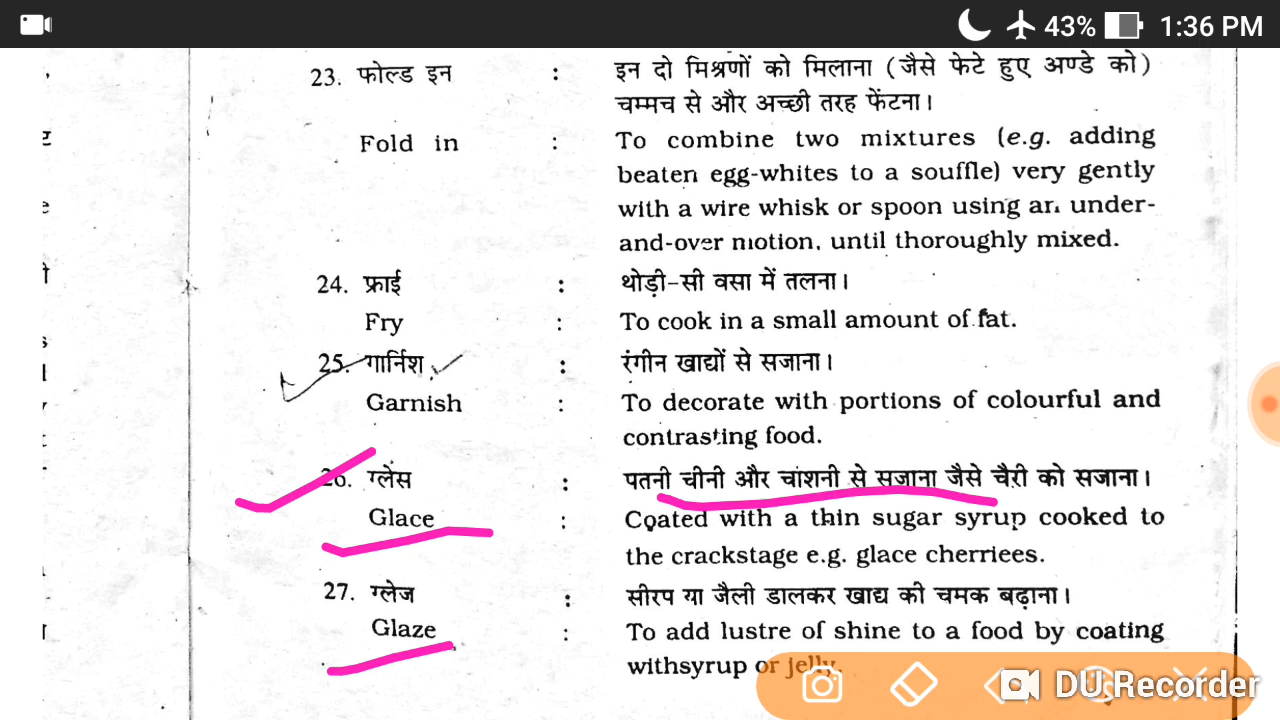 43% 1:36 PM
23. फोल्ड इन : इन दो मिश्रणों को मिलाना (जैसे फेटे हुए अण्डे को)
चम्मच से और अच्छी तरह फेंटना।
Fold in : To combine two mixtures (e.g. adding
beaten egg-whites to a souffle) very gently
with a wire whisk or spoon using an under-
and-over motion, until thoroughly mixed.
24. फ्राई : थोड़ी-सी वसा में तलना।
Fry : To cook in a small amount of fat.
25. गार्निश : रंगीन खाद्यों से सजाना।
Garnish : To decorate with portions of colourful and
contrasting food.
26. ग्लेंस : पतनी चीनी और चांशनी से सजाना जैसे चैरी को सजाना।
Glace : Coated with a thin sugar syrup cooked to
the crackstage e.g. glace cherriees.
27. ग्लेज : सीरप या जैली डालकर खाद्य की चमक बढ़ाना।
Glaze : To add lustre of shine to a food by coating
withsyrup or jelly.
DU Recorder